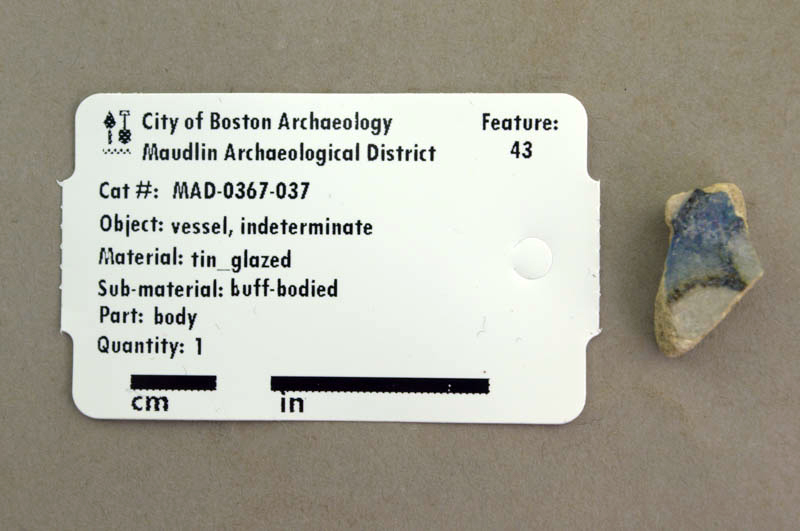 City of Boston Archaeology
Maudlin Archaeological District
Feature:
43
Cat #: MAD-0367-037
Object: vessel, indeterminate
Material: tin_glazed
Sub-material: buff-bodied
Part: body
Quantity: 1
cm in